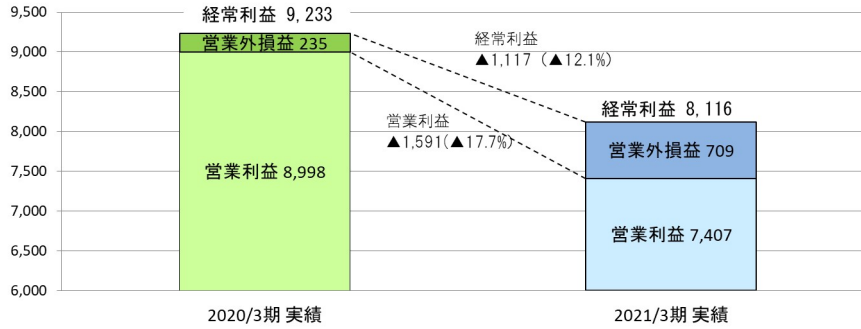 9,500
9,000
8,500
8,000
7,500
7,000
6,500
6,000
経常利益 9,233
営業外損益 235
営業利益 8,998
2020/3期 実績
経常利益
▲1,117（▲12.1%）
営業利益
▲1,591(▲17.7%)
経常利益 8,116
営業外損益 709
営業利益 7,407
2021/3期 実績